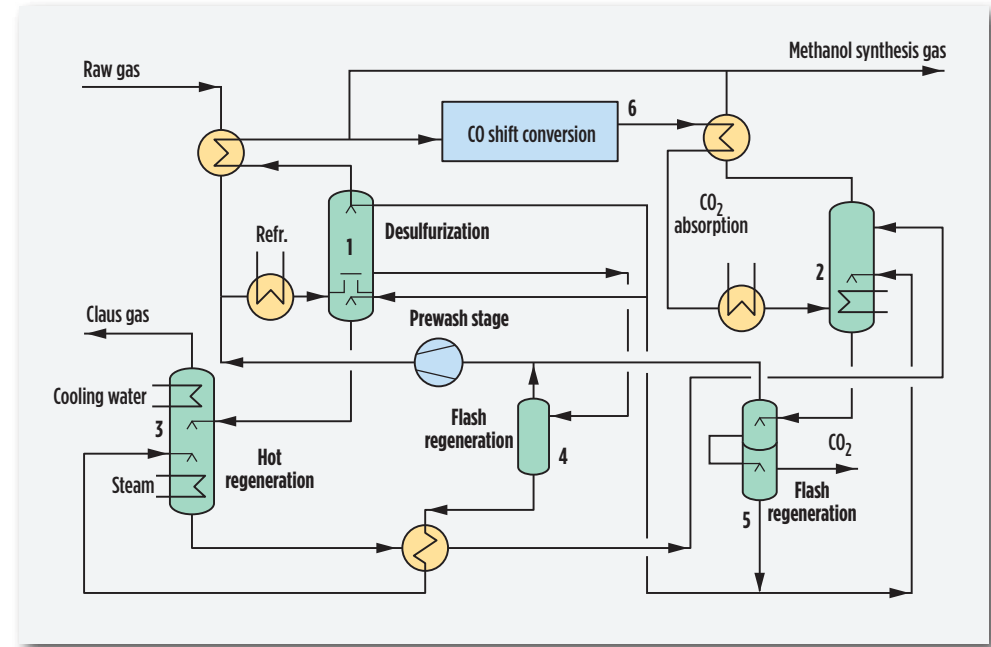 Methanol synthesis gas
Raw gas
6
CO shift conversion
CO2
absorption
Desulfurization
Refr.
1
2
Claus gas
Prewash stage
Cooling water
3
Flash
regeneration
4
Hot
regeneration
CO2
Steam
Flash
regeneration
5